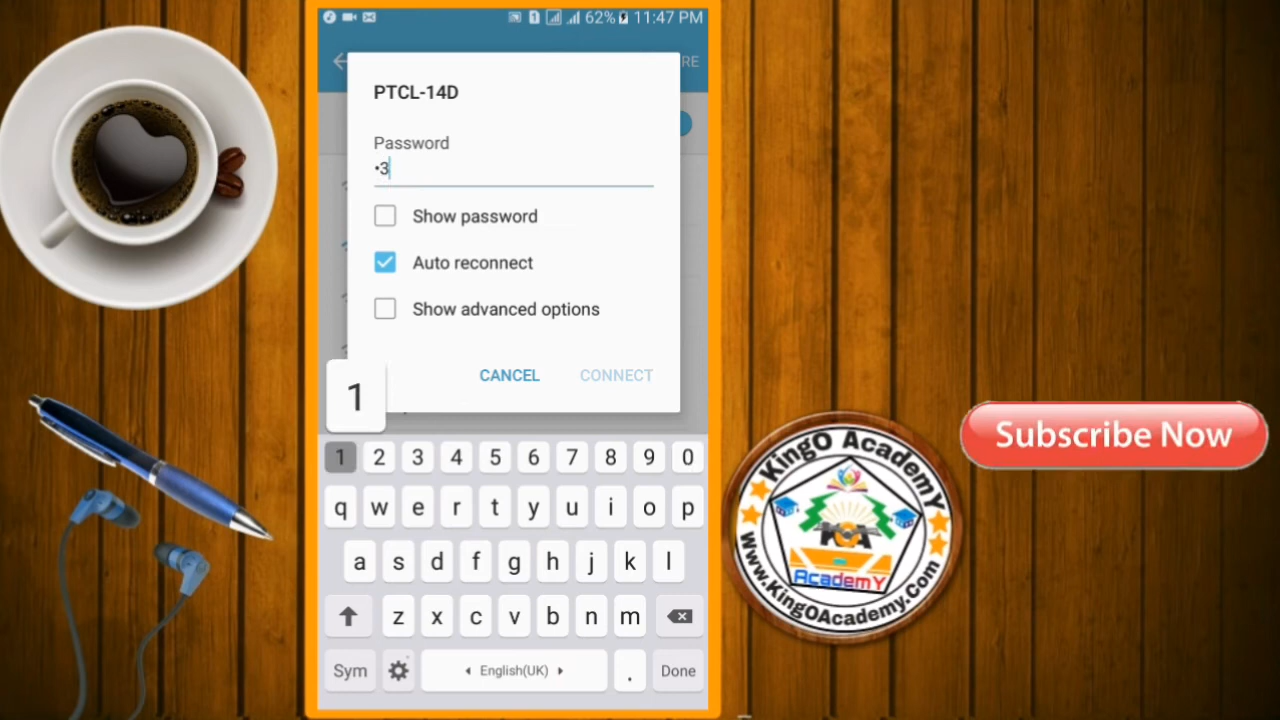 62% 11:47 PM
RE
PTCL-14D
Password
•3
Show password
Auto reconnect
Show advanced options
CANCEL CONNECT
1
1 2 3 4 5 6 7 8 9 0
q w e r t y u i o p
a s d f g h j k l
z x c v b n m
Sym English(UK) . Done
KingO AcademY
KOA
AcademY
Www.KingOAcademy.Com
Subscribe Now